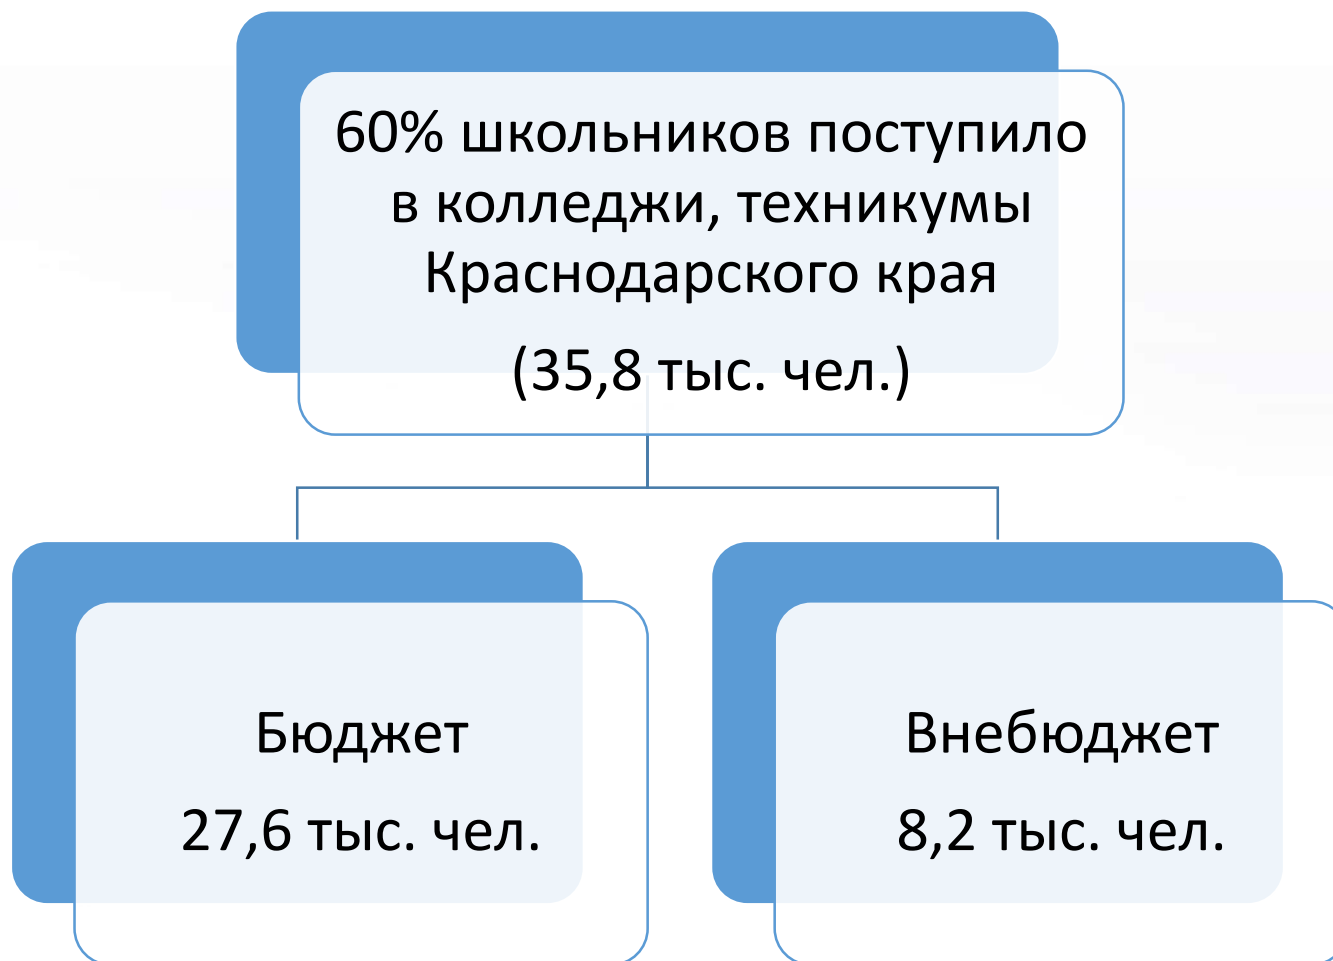 60% школьников поступило
в колледжи, техникумы
Краснодарского края
(35,8 тыс. чел.)
Бюджет
27,6 тыс. чел.
Внебюджет
8,2 тыс. чел.